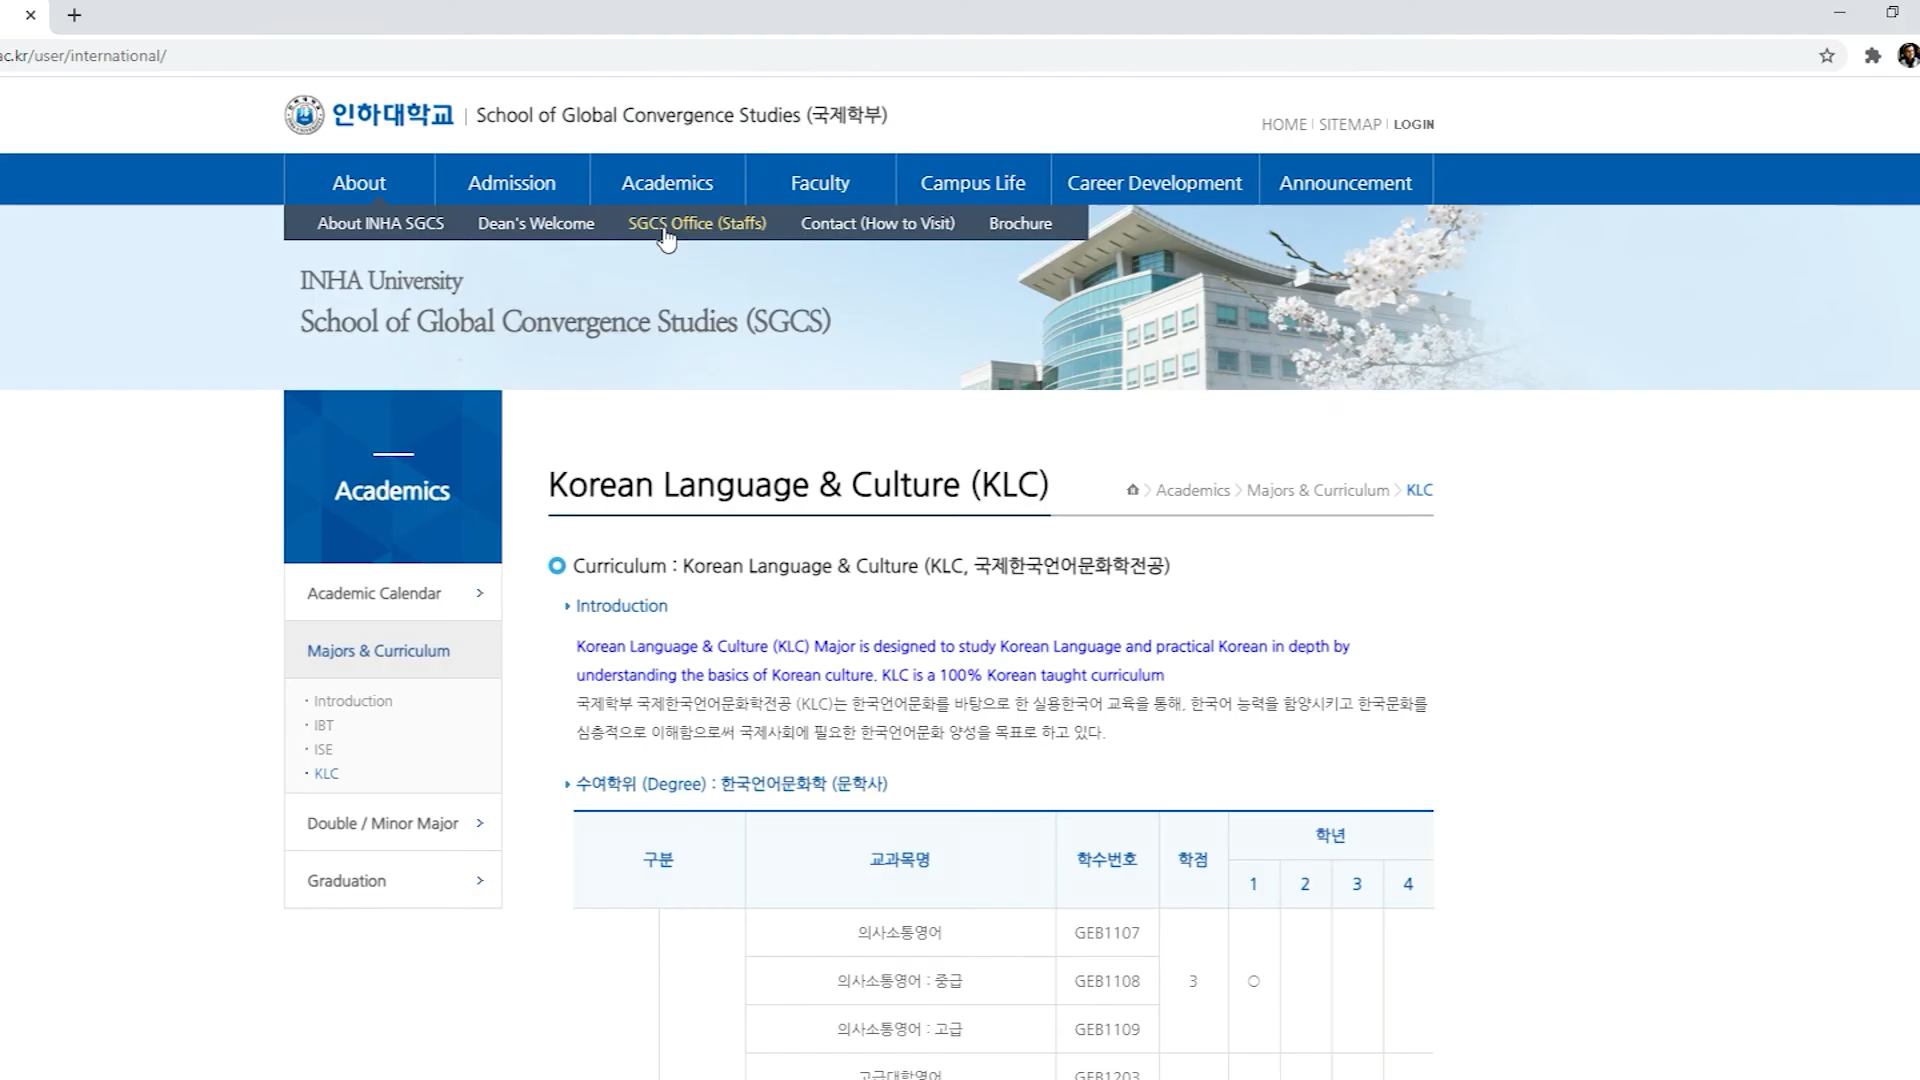 ac.kr/user/international/
인하대학교 | School of Global Convergence Studies (국제학부)
HOME | SITEMAP | LOGIN
About Admission Academics Faculty Campus Life Career Development Announcement
About INHA SGCS Dean's Welcome SGCS Office (Staffs) Contact (How to Visit) Brochure
INHA University
School of Global Convergence Studies (SGCS)
Academics
Academic Calendar >
Majors & Curriculum
· Introduction
· IBT
· ISE
· KLC
Double / Minor Major >
Graduation >
Korean Language & Culture (KLC)
> Academics > Majors & Curriculum > KLC
Curriculum : Korean Language & Culture (KLC, 국제한국언어문화학전공)
Introduction
Korean Language & Culture (KLC) Major is designed to study Korean Language and practical Korean in depth by
understanding the basics of Korean culture. KLC is a 100% Korean taught curriculum
국제학부 국제한국언어문화학전공 (KLC)는 한국언어문화를 바탕으로 한 실용한국어 교육을 통해, 한국어 능력을 함양시키고 한국문화를
심층적으로 이해함으로써 국제사회에 필요한 한국언어문화 양성을 목표로 하고 있다.
수여학위 (Degree) : 한국언어문화학 (문학사)
구분 교과목명 학수번호 학점 학년
1 2 3 4
의사소통영어 GEB1107
의사소통영어 : 중급 GEB1108 3 ○
의사소통영어 : 고급 GEB1109
고급대학영어 GEB1203